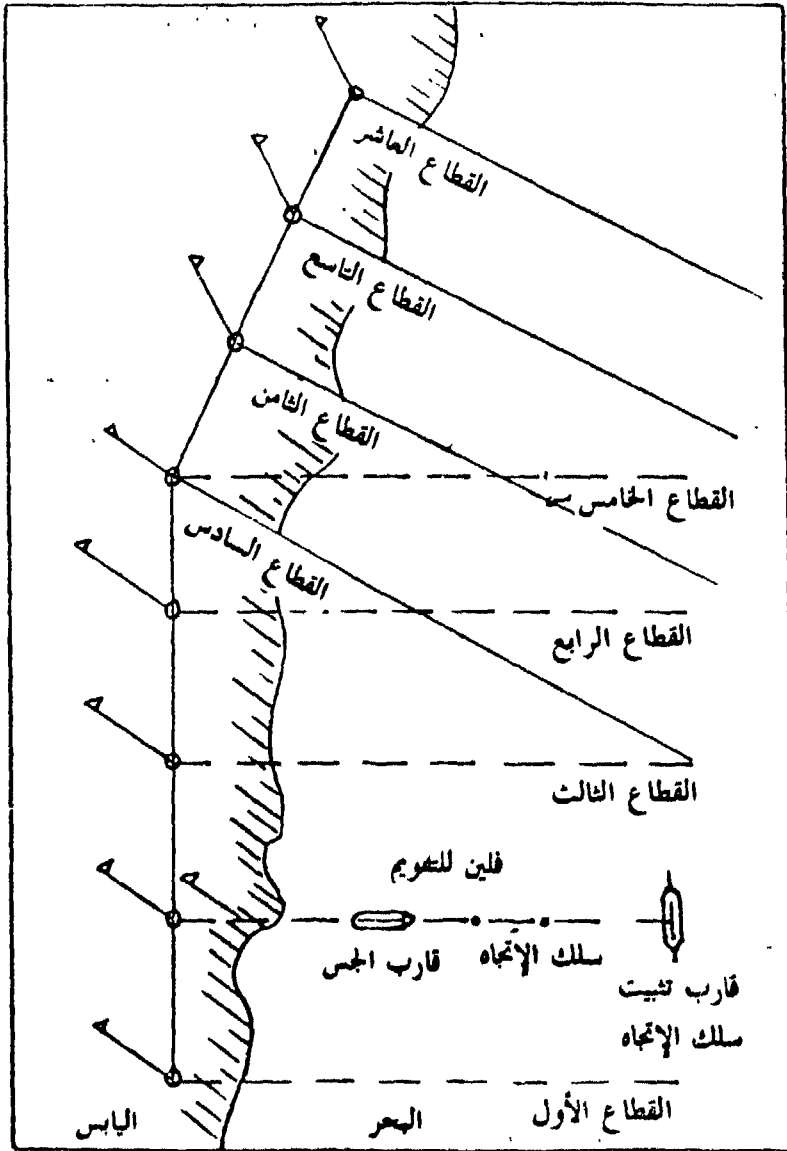 القطاع العاشر
القطاع التاسع
القطاع الثامن
القطاع الخامس
القطاع السادس
القطاع الرابع
القطاع الثالث
فلين للتعويم
سلك الإتجاه
قارب الجس
قارب تثبيت
سلك الإتجاه
القطاع الأول
البحر
اليابس